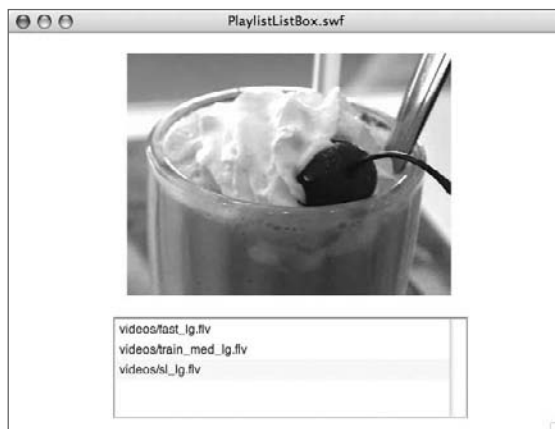 PlaylistListBox.swf
videos/fast_lg.flv
videos/train_med_lg.flv
videos/sl_lg.flv